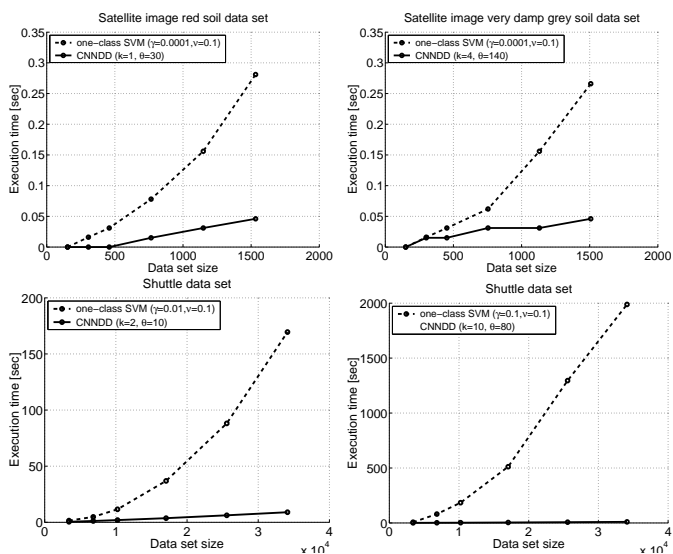 Satellite image red soil data set
0.35
0.3
0.25
0.2
0.15
0.1
0.05
0
Execution time [sec]
one-class SVM (γ=0.0001,ν=0.1)
CNNDD (k=1, θ=30)
0 500 1000 1500 2000
Data set size
Satellite image very damp grey soil data set
0.35
0.3
0.25
0.2
0.15
0.1
0.05
0
Execution time [sec]
one-class SVM (γ=0.0001,ν=0.1)
CNNDD (k=4, θ=140)
0 500 1000 1500 2000
Data set size
Shuttle data set
200
150
100
50
0
Execution time [sec]
one-class SVM (γ=0.01,ν=0.1)
CNNDD (k=2, θ=10)
0 1 2 3 4
Data set size
x 10⁴
Shuttle data set
2000
1500
1000
500
0
Execution time [sec]
one-class SVM (γ=0.1,ν=0.1)
CNNDD (k=10, θ=80)
0 1 2 3 4
Data set size
x 10⁴